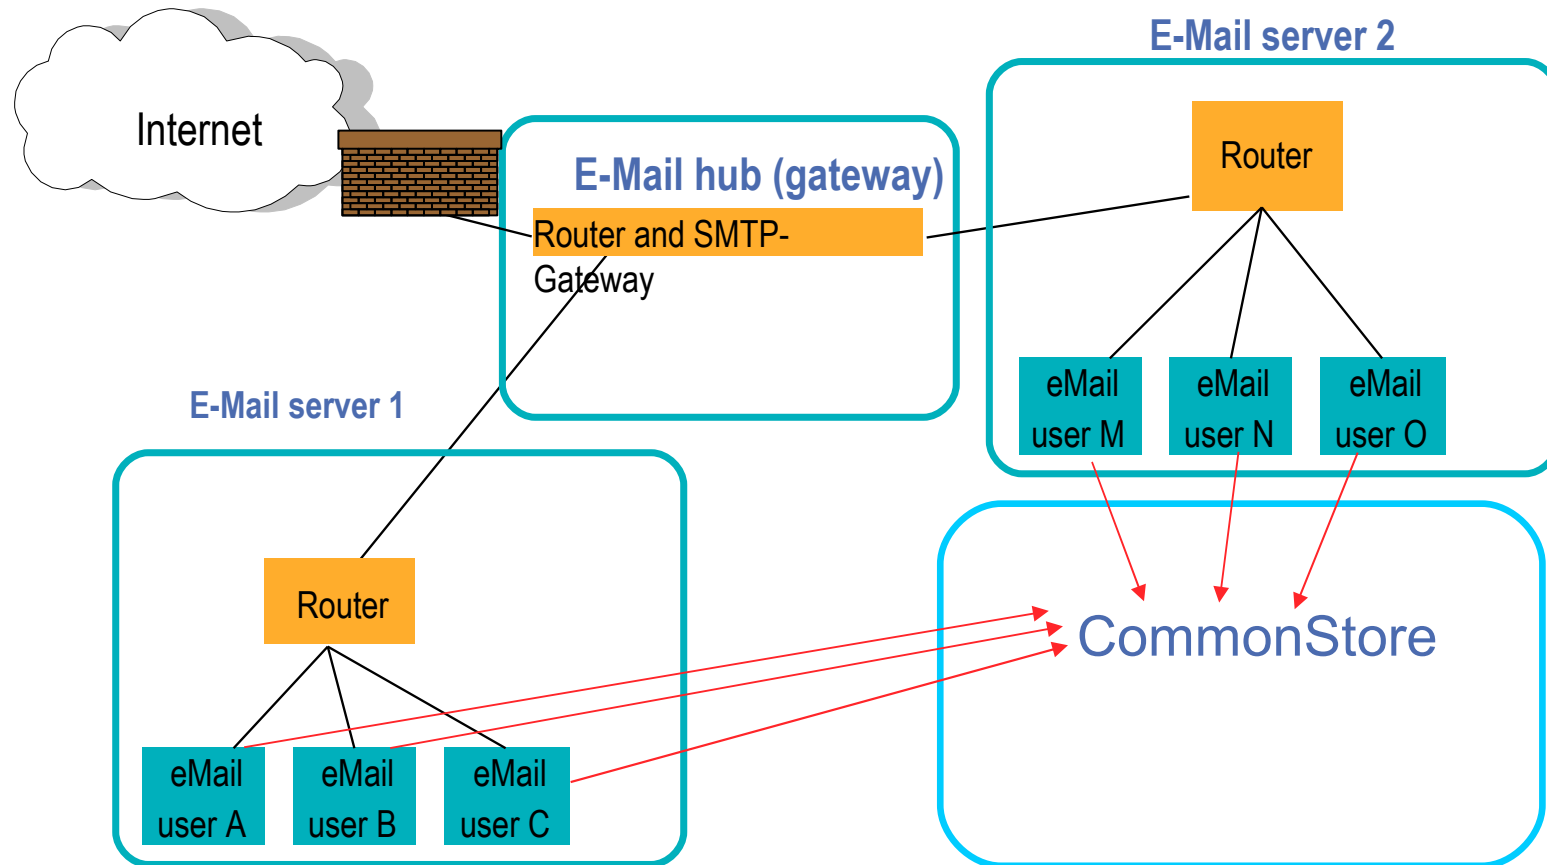 E-Mail server 2
Internet
E-Mail hub (gateway)
Router
Router and SMTP-
Gateway
eMail
user M
eMail
user N
eMail
user O
E-Mail server 1
Router
CommonStore
eMail
user A
eMail
user B
eMail
user C